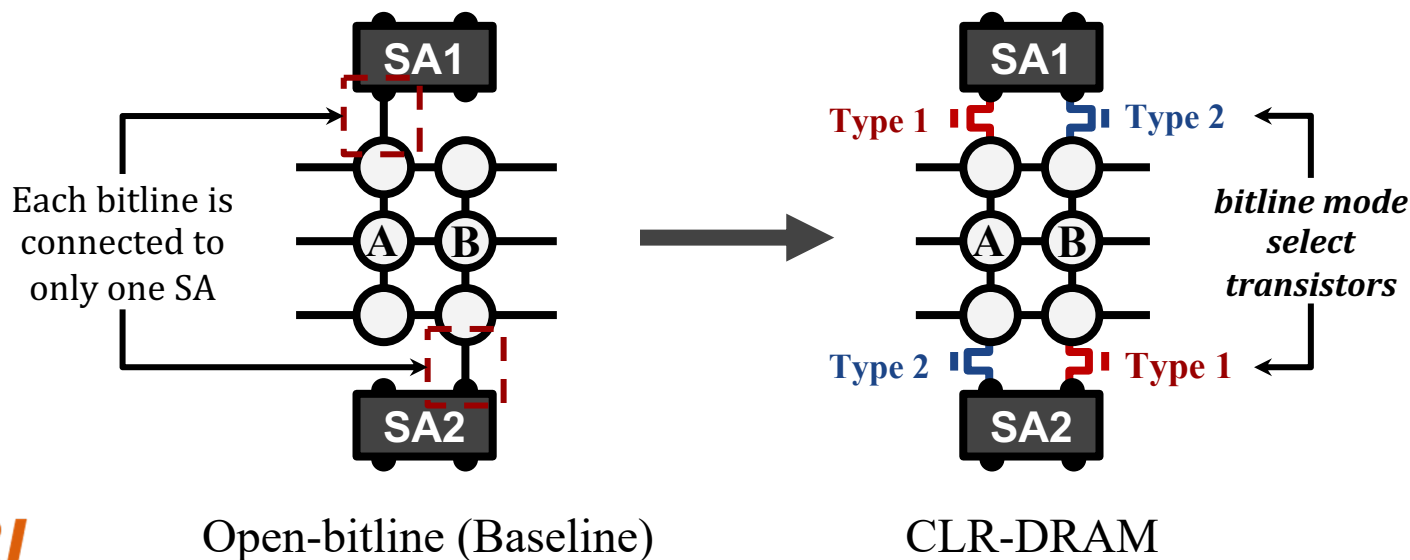 SA1
Each bitline is
connected to
only one SA
A
B
SA2
Open-bitline (Baseline)
SA1
Type 1
Type 2
A
B
bitline mode
select
transistors
Type 2
Type 1
SA2
CLR-DRAM